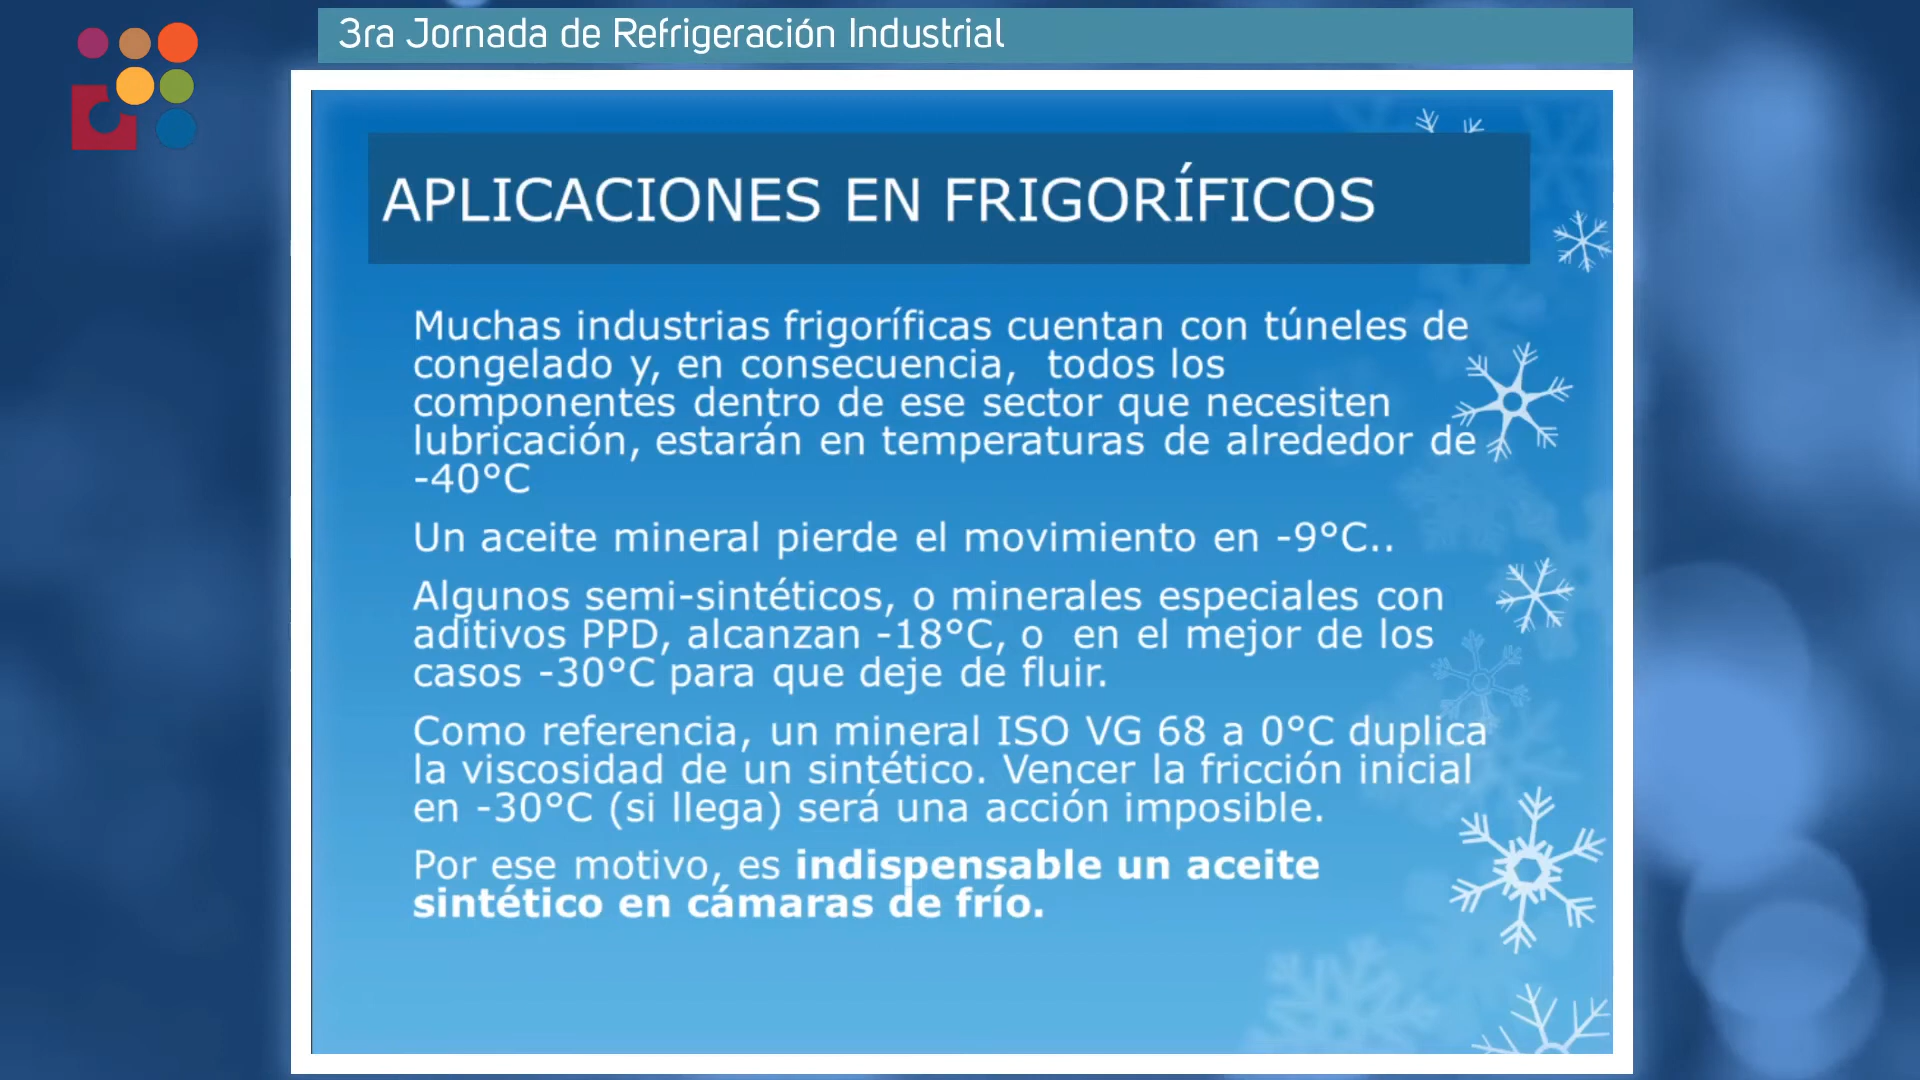 3ra Jornada de Refrigeración Industrial
APLICACIONES EN FRIGORÍFICOS
Muchas industrias frigoríficas cuentan con túneles de
congelado y, en consecuencia,  todos los
componentes dentro de ese sector que necesiten
lubricación, estarán en temperaturas de alrededor de
-40°C
Un aceite mineral pierde el movimiento en -9°C..
Algunos semi-sintéticos, o minerales especiales con
aditivos PPD, alcanzan -18°C, o  en el mejor de los
casos -30°C para que deje de fluir.
Como referencia, un mineral ISO VG 68 a 0°C duplica
la viscosidad de un sintético. Vencer la fricción inicial
en -30°C (si llega) será una acción imposible.
Por ese motivo, es indispensable un aceite
sintético en cámaras de frío.